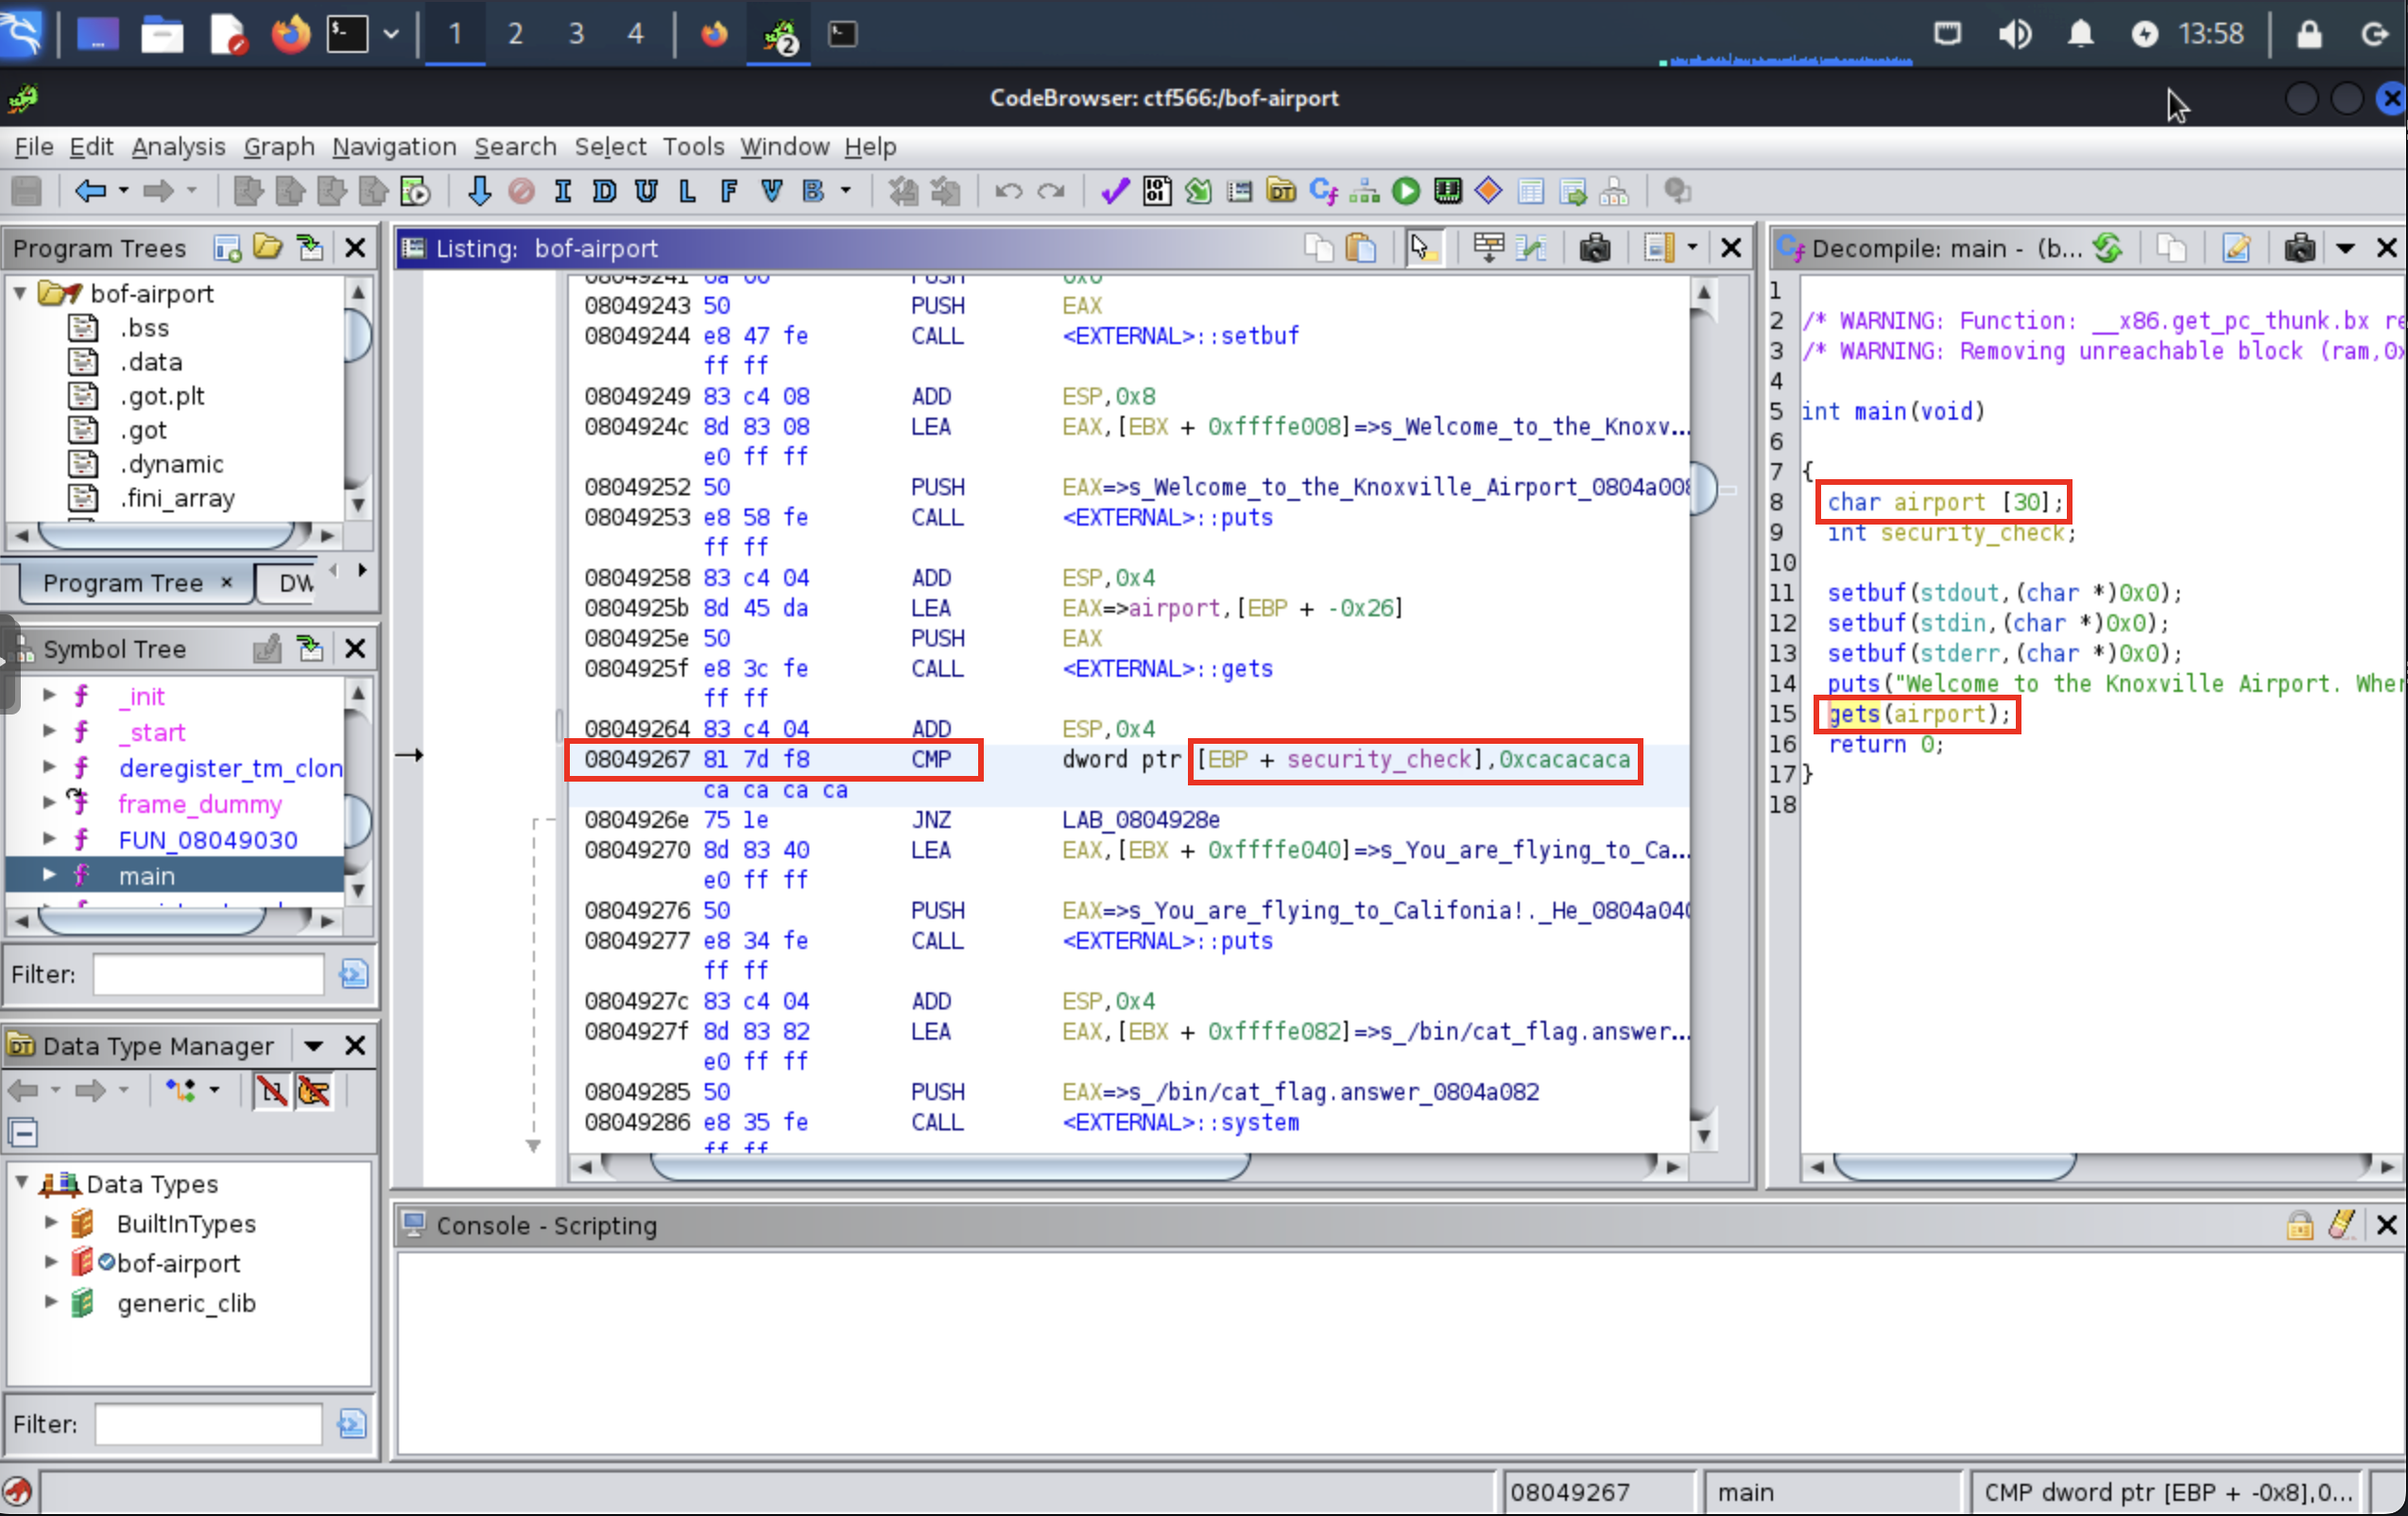 1 2 3 4 2 13:58
CodeBrowser: ctf566:/bof-airport
File Edit Analysis Graph Navigation Search Select Tools Window Help
I D U L F V B
Program Trees
bof-airport
.bss
.data
.got.plt
.got
.dynamic
.fini_array
Program Tree × DW
Symbol Tree
_init
_start
deregister_tm_clon
frame_dummy
FUN_08049030
main
Filter:
Data Type Manager
Data Types
BuiltInTypes
bof-airport
generic_clib
Filter:
Listing: bof-airport
08049241 6a 00 PUSH 0x0
08049243 50 PUSH EAX
08049244 e8 47 fe CALL <EXTERNAL>::setbuf
ff ff
08049249 83 c4 08 ADD ESP,0x8
0804924c 8d 83 08 LEA EAX,[EBX + 0xffffe008]=>s_Welcome_to_the_Knoxv...
e0 ff ff
08049252 50 PUSH EAX=>s_Welcome_to_the_Knoxville_Airport_0804a008
08049253 e8 58 fe CALL <EXTERNAL>::puts
ff ff
08049258 83 c4 04 ADD ESP,0x4
0804925b 8d 45 da LEA EAX=>airport,[EBP + -0x26]
0804925e 50 PUSH EAX
0804925f e8 3c fe CALL <EXTERNAL>::gets
ff ff
08049264 83 c4 04 ADD ESP,0x4
08049267 81 7d f8 CMP dword ptr [EBP + security_check],0xcacacaca
ca ca ca ca
0804926e 75 1e JNZ LAB_0804928e
08049270 8d 83 40 LEA EAX,[EBX + 0xffffe040]=>s_You_are_flying_to_Ca...
e0 ff ff
08049276 50 PUSH EAX=>s_You_are_flying_to_Califonia!._He_0804a040
08049277 e8 34 fe CALL <EXTERNAL>::puts
ff ff
0804927c 83 c4 04 ADD ESP,0x4
0804927f 8d 83 82 LEA EAX,[EBX + 0xffffe082]=>s_/bin/cat_flag.answer...
e0 ff ff
08049285 50 PUSH EAX=>s_/bin/cat_flag.answer_0804a082
08049286 e8 35 fe CALL <EXTERNAL>::system
ff ff
Decompile: main - (b...
1
2 /* WARNING: Function: __x86.get_pc_thunk.bx re
3 /* WARNING: Removing unreachable block (ram,0x
4
5 int main(void)
6
7 {
8 char airport [30];
9 int security_check;
10
11 setbuf(stdout,(char *)0x0);
12 setbuf(stdin,(char *)0x0);
13 setbuf(stderr,(char *)0x0);
14 puts("Welcome to the Knoxville Airport. Wher
15 gets(airport);
16 return 0;
17 }
18
Console - Scripting
08049267 main CMP dword ptr [EBP + -0x8],0...